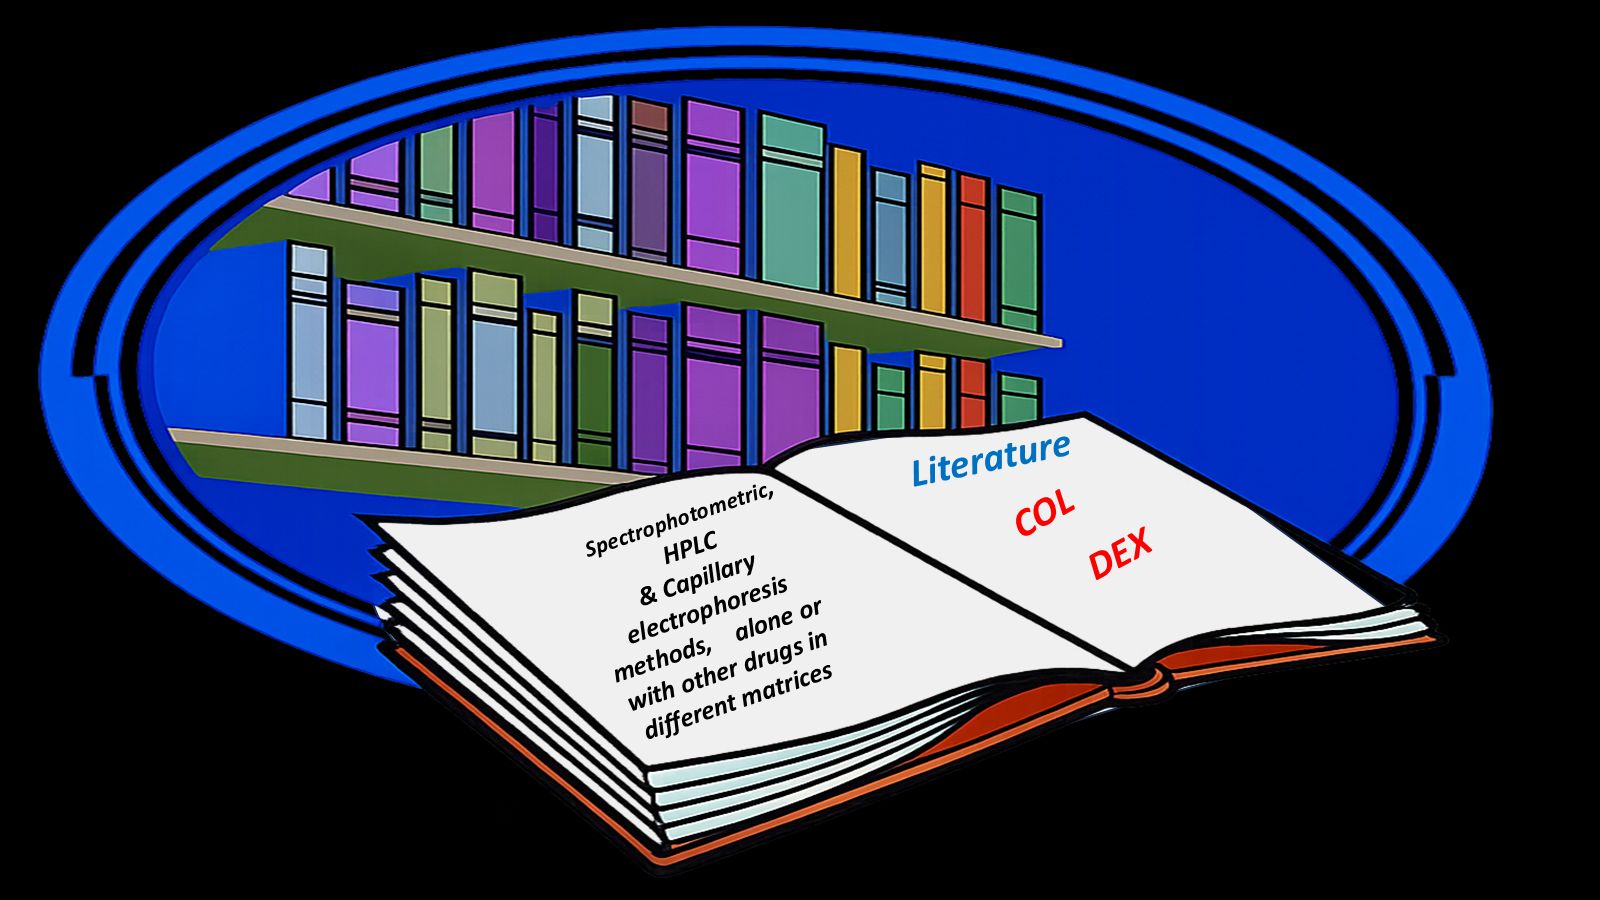 Spectrophotometric,
HPLC
& Capillary
electrophoresis
methods, alone or
with other drugs in
different matrices
Literature
COL
DEX